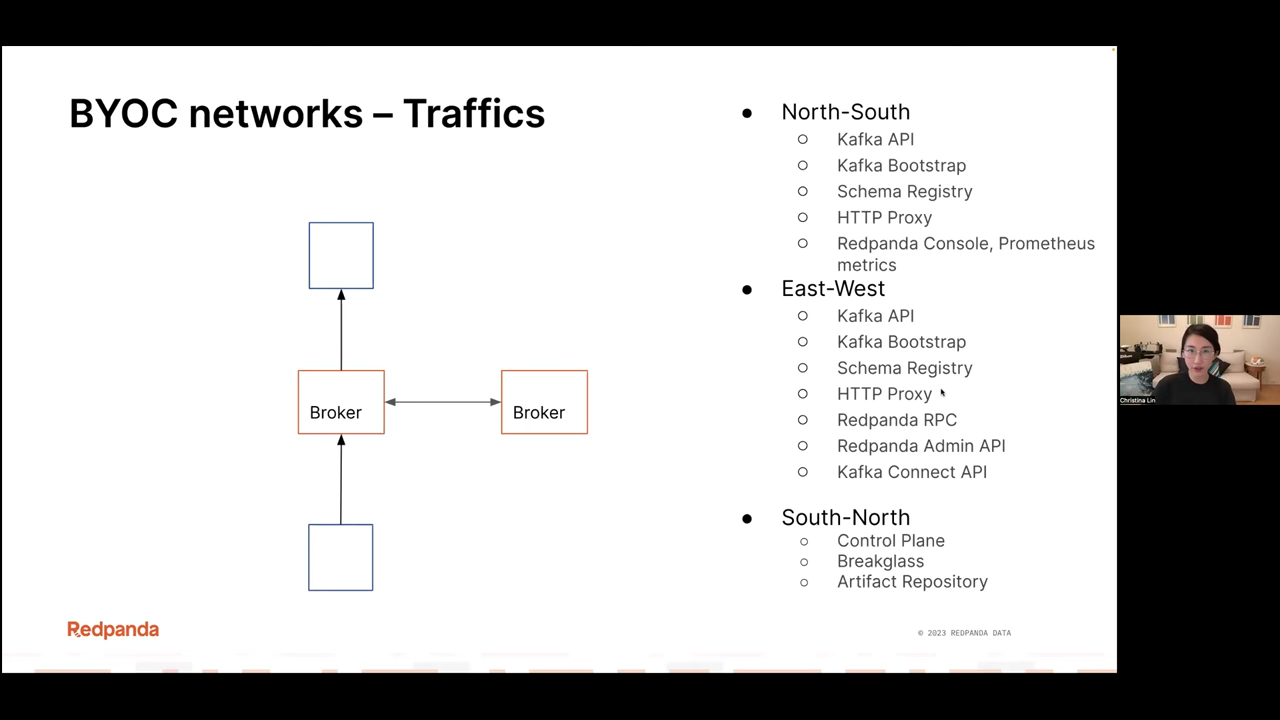 BYOC networks – Traffics
Broker
Broker
● North-South
○ Kafka API
○ Kafka Bootstrap
○ Schema Registry
○ HTTP Proxy
○ Redpanda Console, Prometheus
metrics
● East-West
○ Kafka API
○ Kafka Bootstrap
○ Schema Registry
○ HTTP Proxy
○ Redpanda RPC
○ Redpanda Admin API
○ Kafka Connect API
● South-North
○ Control Plane
○ Breakglass
○ Artifact Repository
Redpanda
© 2023 REDPANDA DATA
Christina Lin